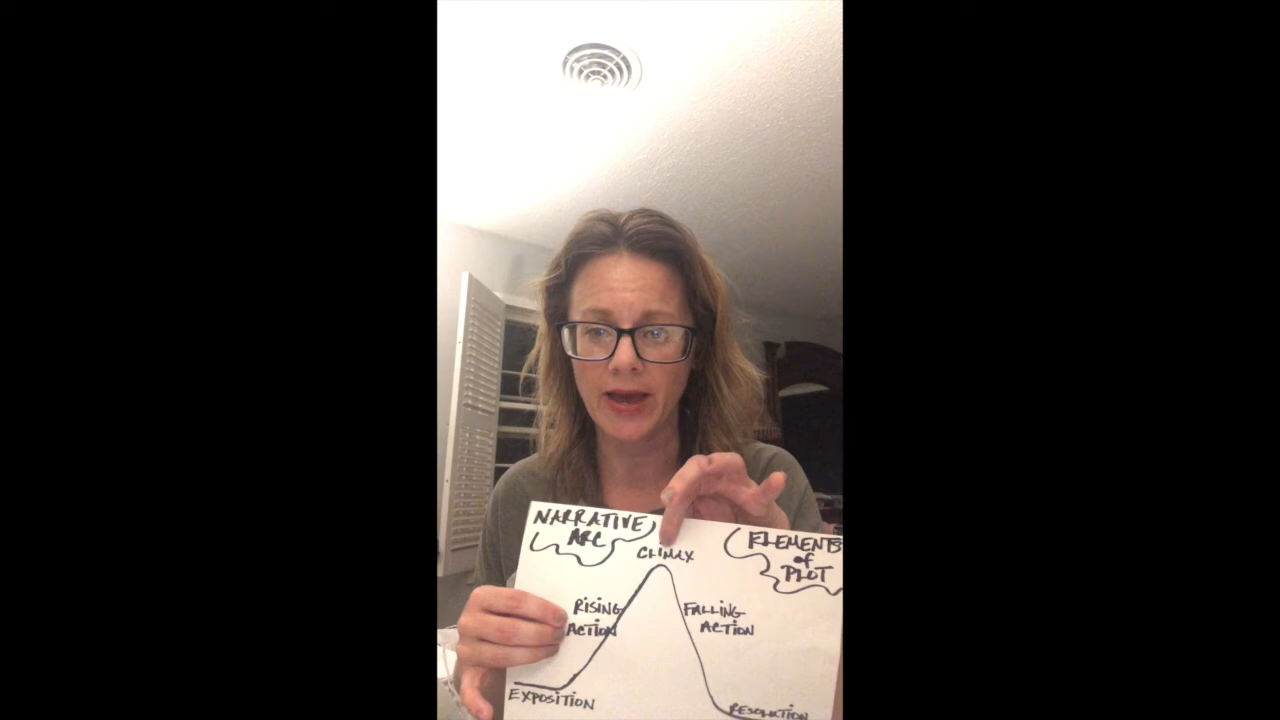 NARRATIVE
ARC
ELEMENTS
of
PLOT
CLIMAX
RISING
ACTION
FALLING
ACTION
EXPOSITION
RESOLUTION